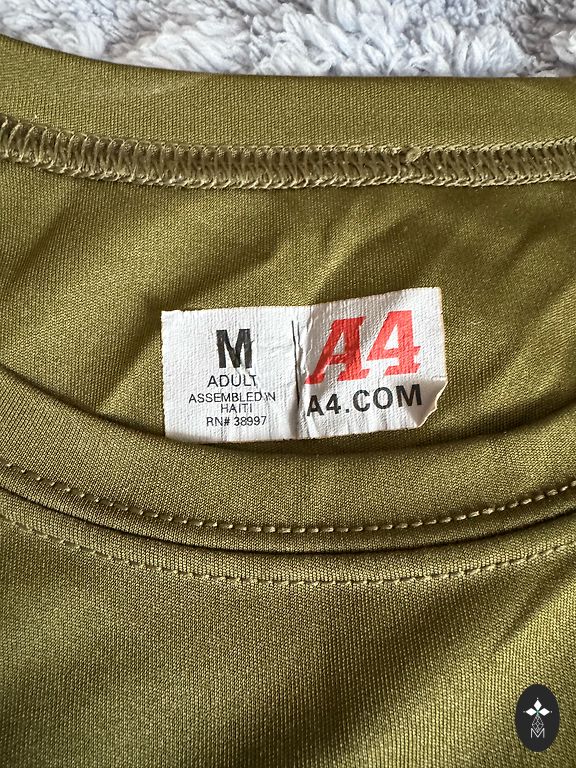 M
ADULT
ASSEMBLED IN
HAITI
RN# 38997
A4
A4.COM
M